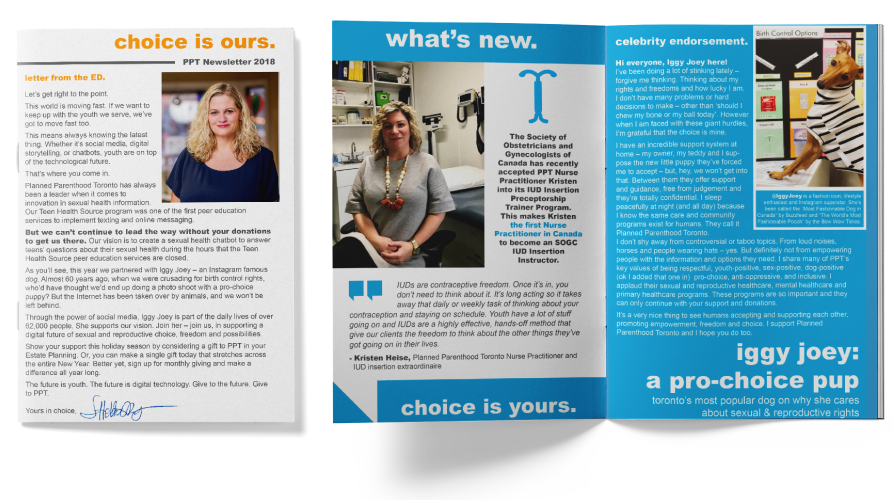 choice is ours.
PPT Newsletter 2018
letter from the ED.
Let's get right to the point.
This world is moving fast. If we want to
keep up with the youth we serve, we've
got to move fast too.
This means always knowing the latest
thing. Whether it's social media, digital
storytelling, or chatbots, youth are on top
of the technological future.
That's where you come in.
Planned Parenthood Toronto has always
been a leader when it comes to
innovation in sexual health information.
Our Teen Health Source program was one of the first peer education
services to implement texting and online messaging.
But we can't continue to lead the way without your donations
to get us there. Our vision is to create a sexual health chatbot to answer
teens' questions about their sexual health during the hours that the Teen
Health Source peer education services are closed.
As you'll see, this year we partnered with Iggy Joey – an Instagram famous
dog. Almost 60 years ago, when we were crusading for birth control rights,
who'd have thought we'd end up doing a photo shoot with a pro-choice
puppy? But the Internet has been taken over by animals, and we won't be
left behind.
Through the power of social media, Iggy Joey is part of the daily lives of over
62,000 people. She supports our vision. Join her – join us, in supporting a
digital future of sexual and reproductive choice, freedom and possibilities.
Show your support this holiday season by considering a gift to PPT in your
Estate Planning. Or, you can make a single gift today that stretches across
the entire New Year. Better yet, sign up for monthly giving and make a
difference all year long.
The future is youth. The future is digital technology. Give to the future. Give
to PPT.
Yours in choice,
what's new.
The Society of
Obstetricians and
Gynecologists of
Canada has recently
accepted PPT Nurse
Practitioner Kristen
into its IUD Insertion
Preceptorship
Trainer Program.
This makes Kristen
the first Nurse
Practitioner in Canada
to become an SOGC
IUD Insertion
Instructor.
IUDs are contraceptive freedom. Once it's in, you
don't need to think about it. It's long acting so it takes
away that daily or weekly task of thinking about your
contraception and staying on schedule. Youth have a lot of stuff
going on and IUDs are a highly effective, hands-off method that
give our clients the freedom to think about the other things they've
got going on in their lives.
- Kristen Heise, Planned Parenthood Toronto Nurse Practitioner and
IUD insertion extraordinaire
choice is yours.
celebrity endorsement.
Hi everyone, Iggy Joey here!
I've been doing a lot of stinking lately –
forgive me thinking. Thinking about my
rights and freedoms and how lucky I am.
I don't have many problems or hard
decisions to make – other than 'should I
chew my bone or my ball today'. However
when I am faced with these giant hurdles,
I'm grateful that the choice is mine.
I have an incredible support system at
home – my owner, my teddy and I sup-
pose the new little puppy they've forced
me to accept – but, hey, we won't get into
that. Between them they offer support
and guidance, free from judgement and
they're totally confidential. I sleep
peacefully at night (and all day) because
I know the same care and community
programs exist for humans. They call it
Planned Parenthood Toronto.
I don't shy away from controversial or taboo topics. From loud noises,
horses and people wearing hats – yes. But definitely not from empowering
people with the information and options they need. I share many of PPT's
key values of being respectful, youth-positive, sex-positive, dog-positive
(ok I added that one in) pro-choice, anti-oppressive, and inclusive. I
applaud their sexual and reproductive healthcare, mental healthcare and
primary healthcare programs. These programs are so important and they
can only continue with your support and donations.
It's a very nice thing to see humans accepting and supporting each other,
promoting empowerment, freedom and choice. I support Planned
Parenthood Toronto and I hope you do too.
Birth Control Options
@IggyJoey is a fashion icon, lifestyle
enthusiast and Instagram superstar. She's
been called the 'Most Fashionable Dog in
Canada' by Buzzfeed and 'The World's Most
Fashionable Pooch' by the Bow Wow Times.
iggy joey:
a pro-choice pup
toronto's most popular dog on why she cares
about sexual & reproductive rights